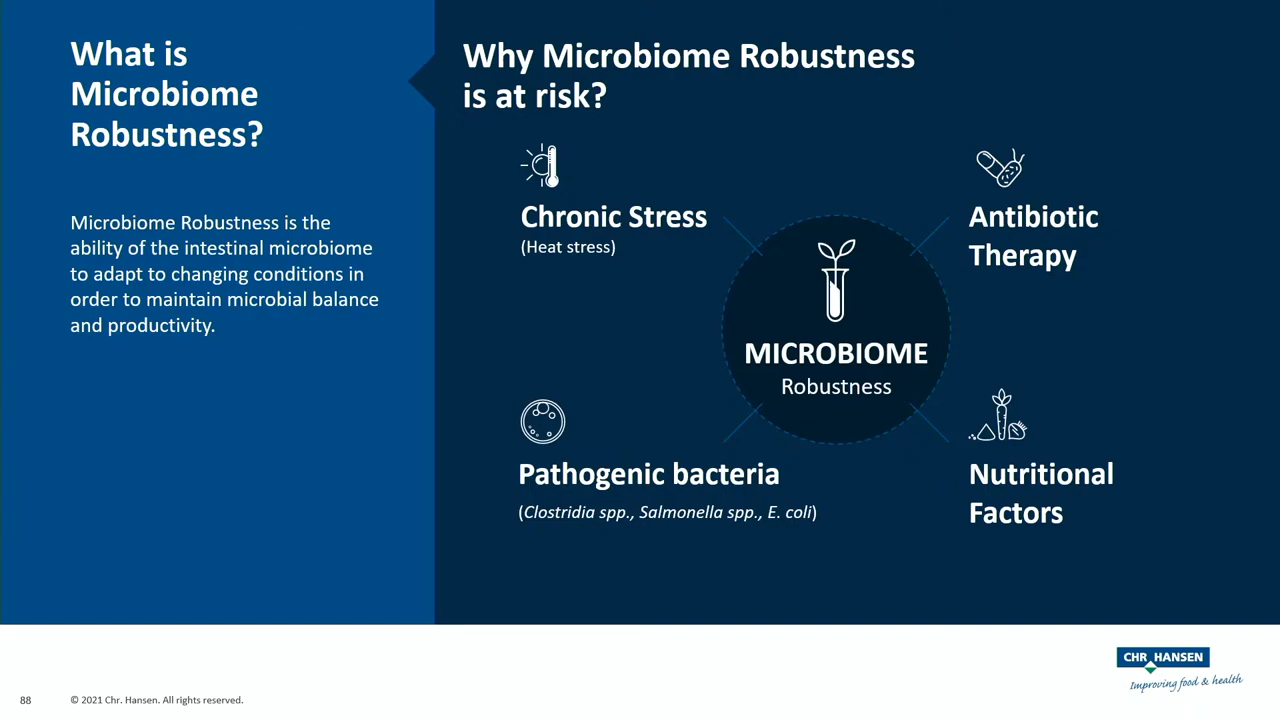 What is
Microbiome
Robustness?
Microbiome Robustness is the
ability of the intestinal microbiome
to adapt to changing conditions in
order to maintain microbial balance
and productivity.
Why Microbiome Robustness
is at risk?
Chronic Stress
(Heat stress)
Antibiotic
Therapy
MICROBIOME
Robustness
Pathogenic bacteria
(Clostridia spp., Salmonella spp., E. coli)
Nutritional
Factors
CHR HANSEN
Improving food & health
88
© 2021 Chr. Hansen. All rights reserved.